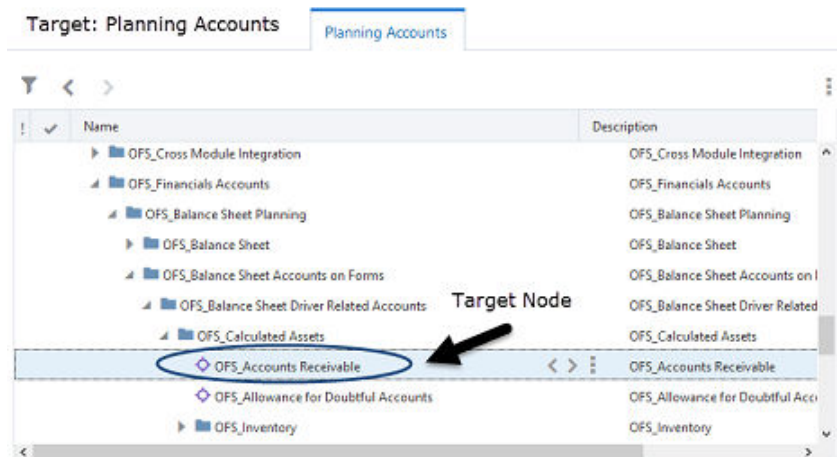 Target: Planning Accounts
Planning Accounts
! Name Description
OFS_Cross Module Integration OFS_Cross Module Integration
OFS_Financials Accounts OFS_Financials Accounts
OFS_Balance Sheet Planning OFS_Balance Sheet Planning
OFS_Balance Sheet OFS_Balance Sheet
OFS_Balance Sheet Accounts on Forms OFS_Balance Sheet Accounts on
OFS_Balance Sheet Driver Related Accounts OFS_Balance Sheet Driver Related
Target Node
OFS_Calculated Assets OFS_Calculated Assets
OFS_Accounts Receivable OFS_Accounts Receivable
OFS_Allowance for Doubtful Accounts OFS_Allowance for Doubtful Acc
OFS_Inventory OFS_Inventory